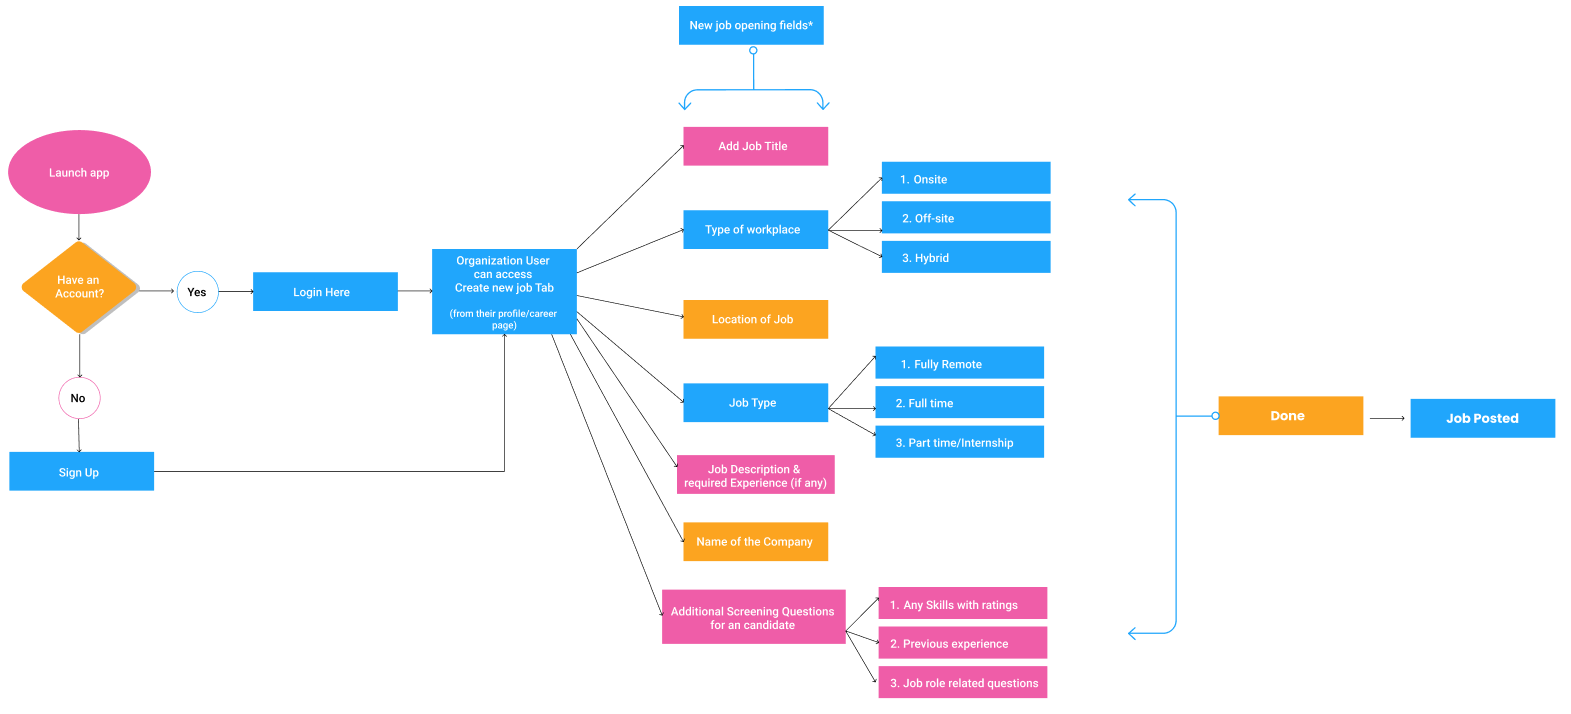 New job opening fields*
Launch app
Have an
Account?
Yes
No
Login Here
Sign Up
Organization User
can access
Create new job Tab
(from their profile/career
page)
Add Job Title
Type of workplace
1. Onsite
2. Off-site
3. Hybrid
Location of Job
Job Type
1. Fully Remote
2. Full time
3. Part time/Internship
Job Description &
required Experience (if any)
Name of the Company
Additional Screening Questions
for an candidate
1. Any Skills with ratings
2. Previous experience
3. Job role related questions
Done
Job Posted